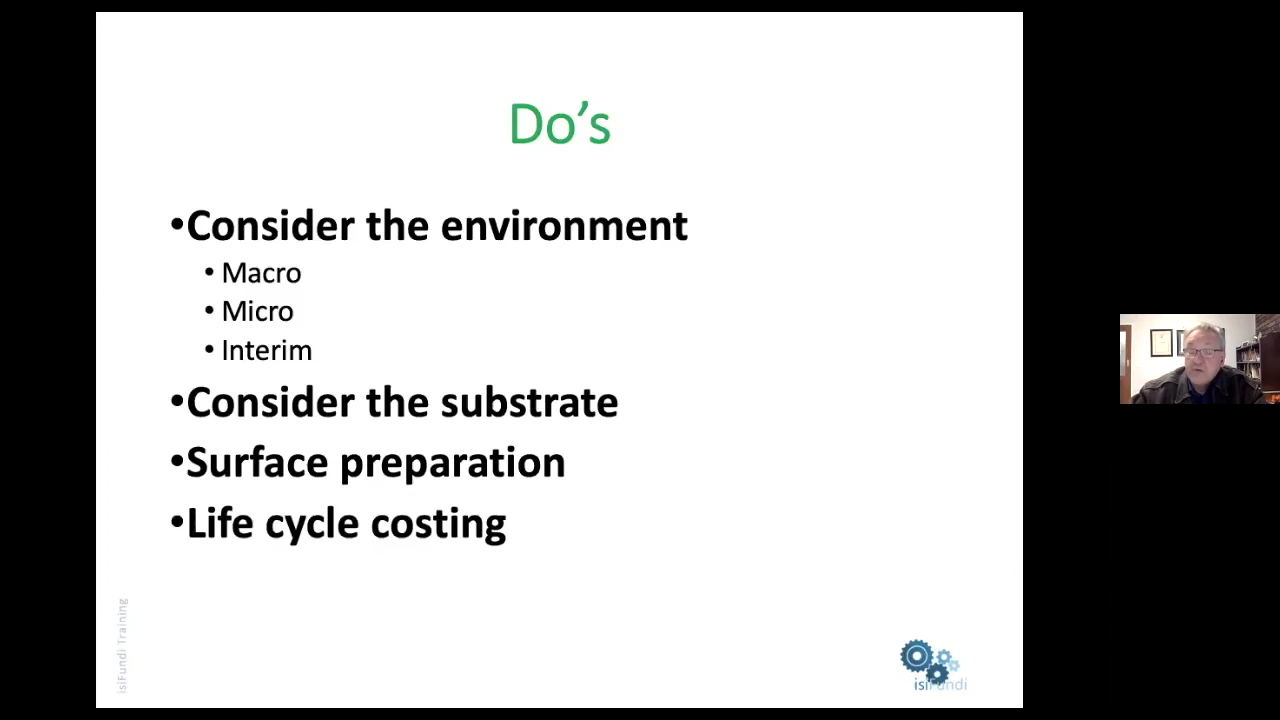 Do's
•Consider the environment
• Macro
• Micro
• Interim
•Consider the substrate
•Surface preparation
•Life cycle costing
isiFundi Training
isiFundi